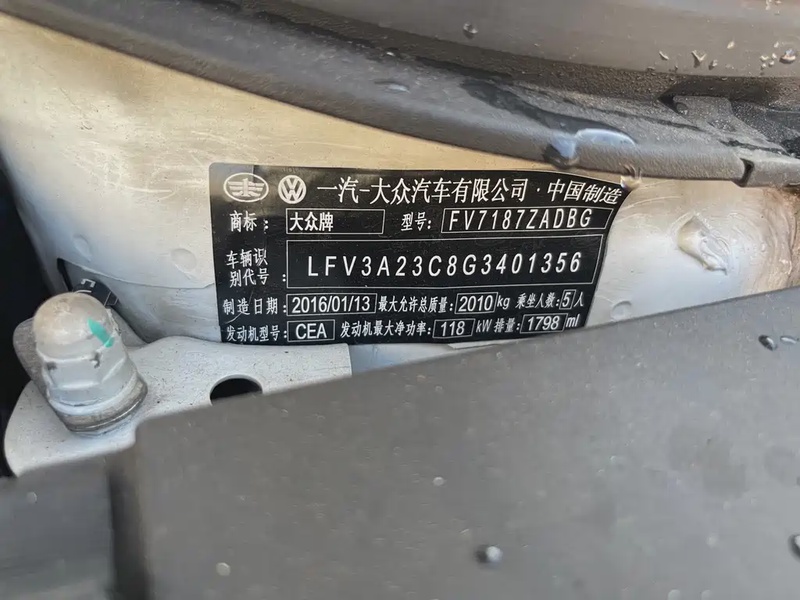 一汽-大众汽车有限公司·中国制造
商标: 大众牌 型号: FV7187ZADBG
车辆识别代号: LFV3A23C8G3401356
制造日期: 2016/01/13 最大允许总质量: 2010 kg 乘坐人数: 5人
发动机型号: CEA 发动机最大净功率: 118 kW 排量: 1798 ml